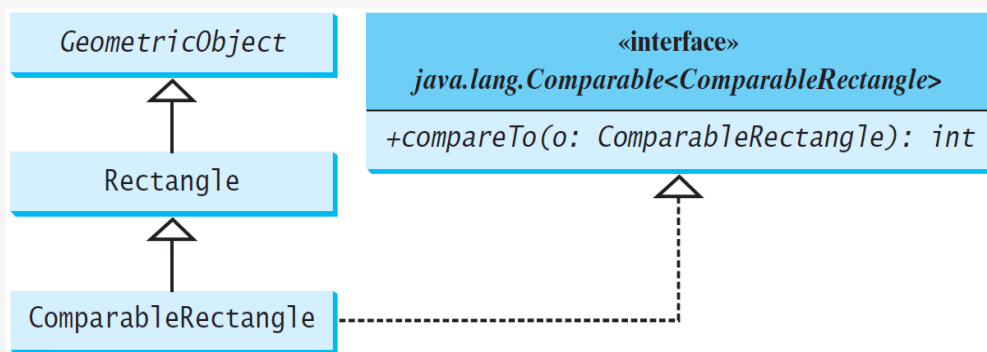 GeometricObject
«interface»
java.lang.Comparable<ComparableRectangle>
+compareTo(o: ComparableRectangle): int
Rectangle
ComparableRectangle